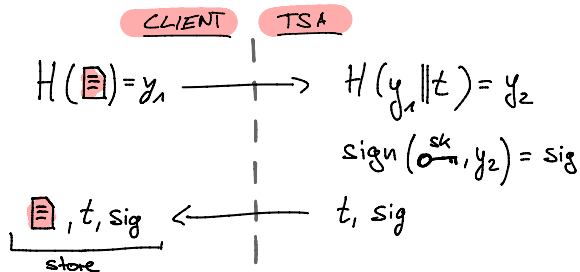 CLIENT TSA
H( ) = y₁ H(y₁||t) = y₂
sk
sign( , y₂) = sig
, t, sig t, sig
store